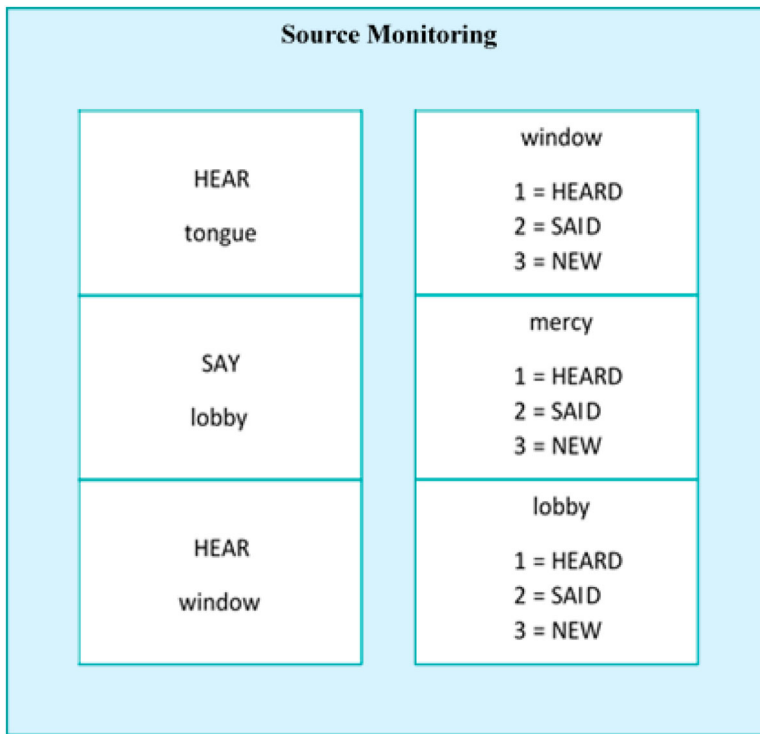 Source Monitoring
HEAR
tongue
SAY
lobby
HEAR
window
window
1 = HEARD
2 = SAID
3 = NEW
mercy
1 = HEARD
2 = SAID
3 = NEW
lobby
1 = HEARD
2 = SAID
3 = NEW